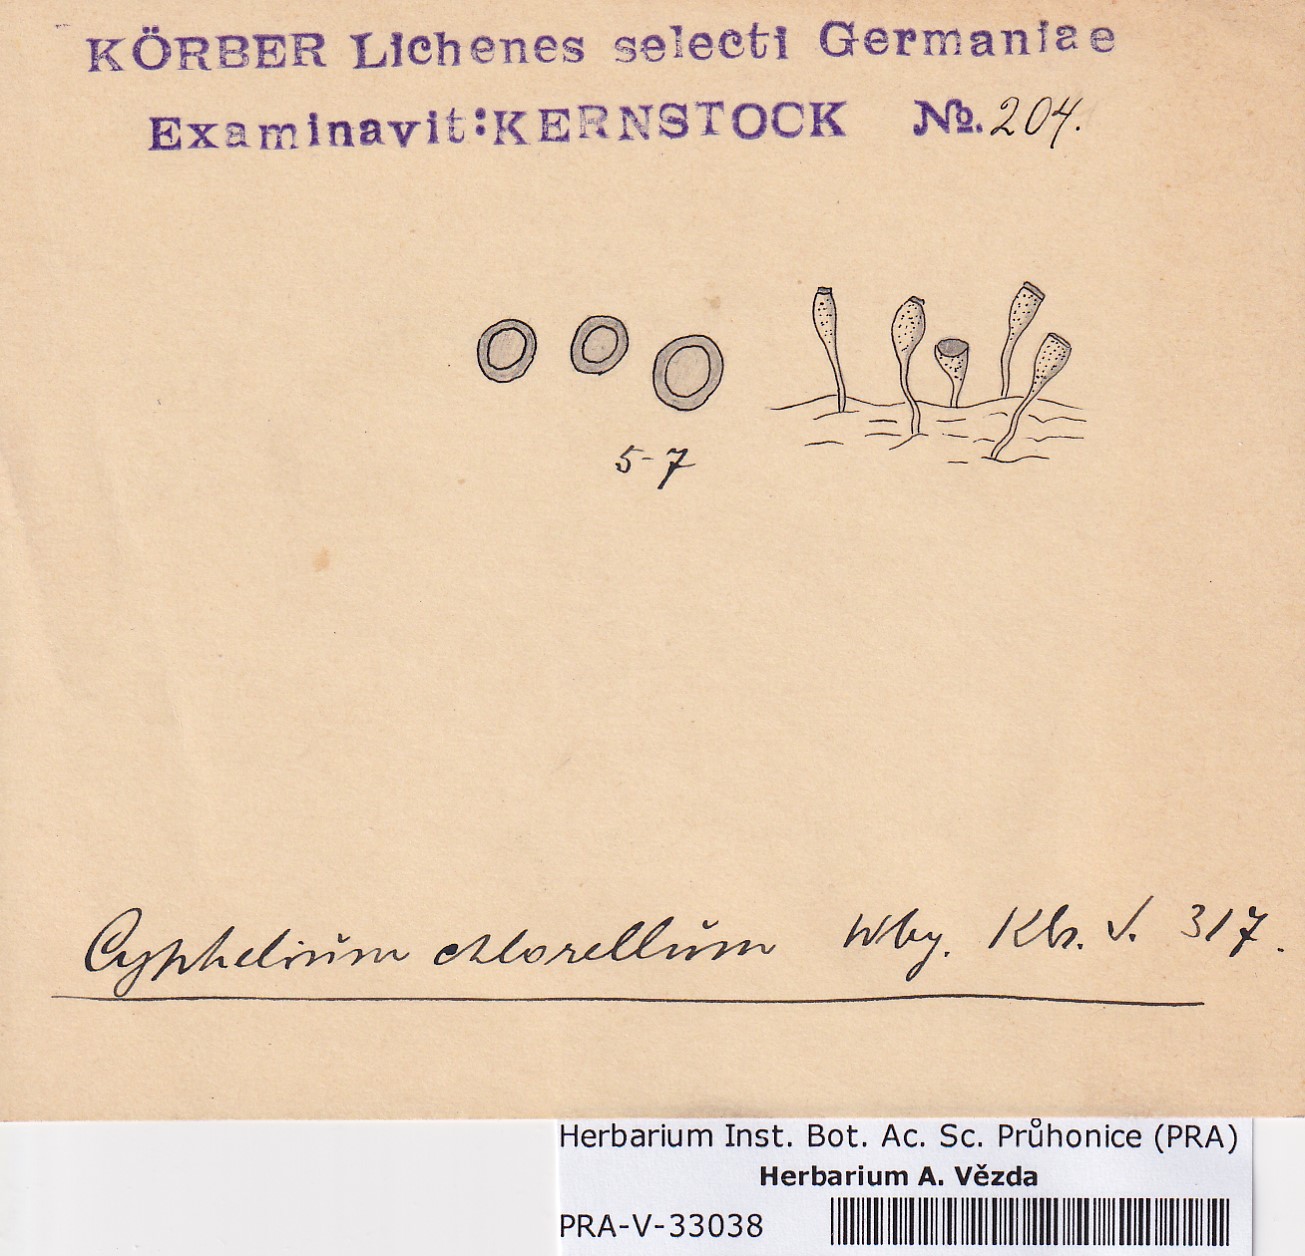 KÖRBER Lichenes selecti Germaniae
Examinavit: KERNSTOCK № 204.
5-7
Cyphelium chlorellum Wbg. Kb. V. 317.
Herbarium Inst. Bot. Ac. Sc. Průhonice (PRA)
Herbarium A. Vězda
PRA-V-33038